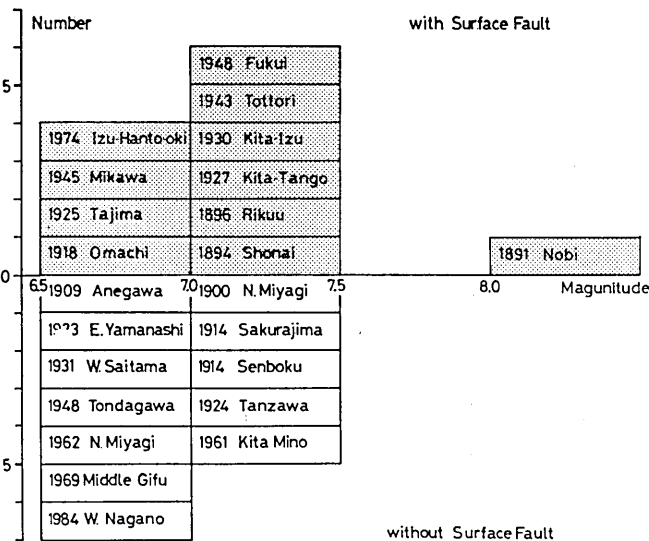 Number with Surface Fault
1948 Fukui
5
1943 Tottori
1974 Izu-Hanto-oki 1930 Kita-Izu
1945 Mikawa 1927 Kita-Tango
1925 Tajima 1896 Rikuu
1918 Omachi 1894 Shonai 1891 Nobi
0 6.5 7.0 7.5 8.0 Magunitude
1909 Anegawa 1900 N. Miyagi
E. Yamanashi 1914 Sakurajima
1931 W. Saitama 1914 Senboku
1948 Tondagawa 1924 Tanzawa
1962 N. Miyagi 1961 Kita Mino
5
1969 Middle Gifu
1984 W. Nagano
without Surface Fault